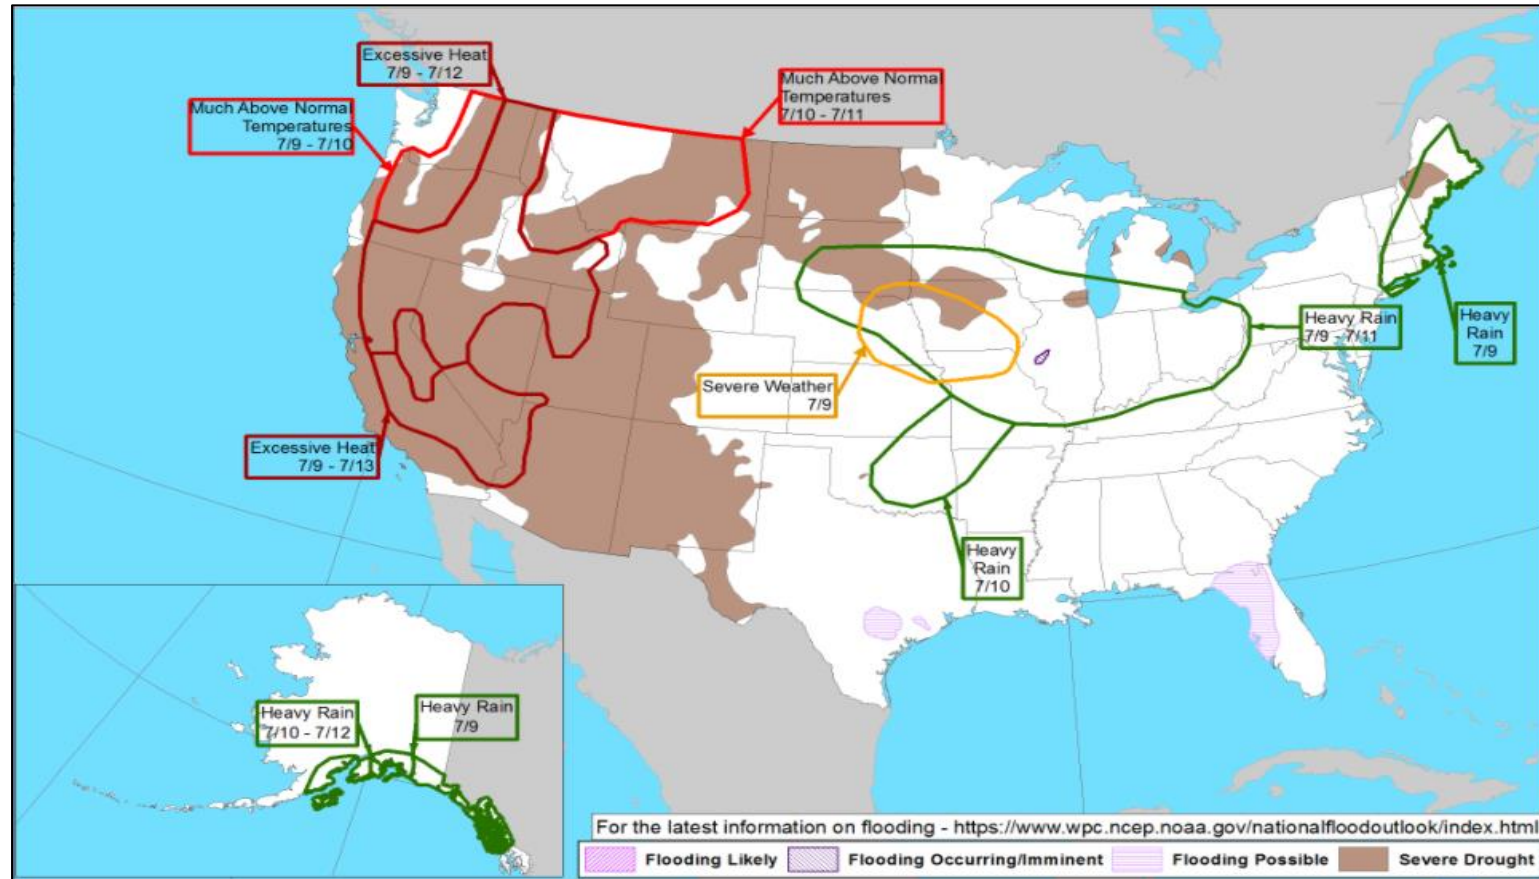 Excessive Heat
7/9 - 7/12
Much Above Normal
Temperatures
7/10 - 7/11
Much Above Normal
Temperatures
7/9 - 7/10
Heavy Rain
7/9 - 7/11
Heavy
Rain
7/9
Severe Weather
7/9
Excessive Heat
7/9 - 7/13
Heavy
Rain
7/10
Heavy Rain
7/10 - 7/12
Heavy Rain
7/9
For the latest information on flooding - https://www.wpc.ncep.noaa.gov/nationalfloodoutlook/index.html
Flooding Likely
Flooding Occurring/Imminent
Flooding Possible
Severe Drought